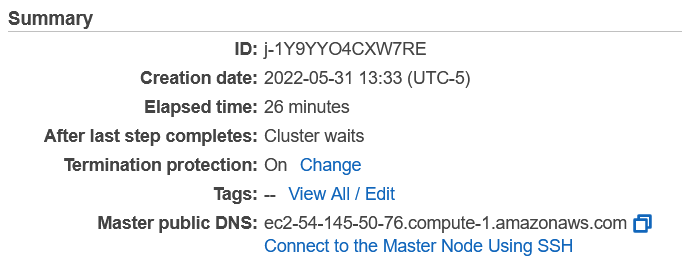 Summary
ID: j-1Y9YYO4CXW7RE
Creation date: 2022-05-31 13:33 (UTC-5)
Elapsed time: 26 minutes
After last step completes: Cluster waits
Termination protection: On Change
Tags: -- View All / Edit
Master public DNS: ec2-54-145-50-76.compute-1.amazonaws.com
Connect to the Master Node Using SSH